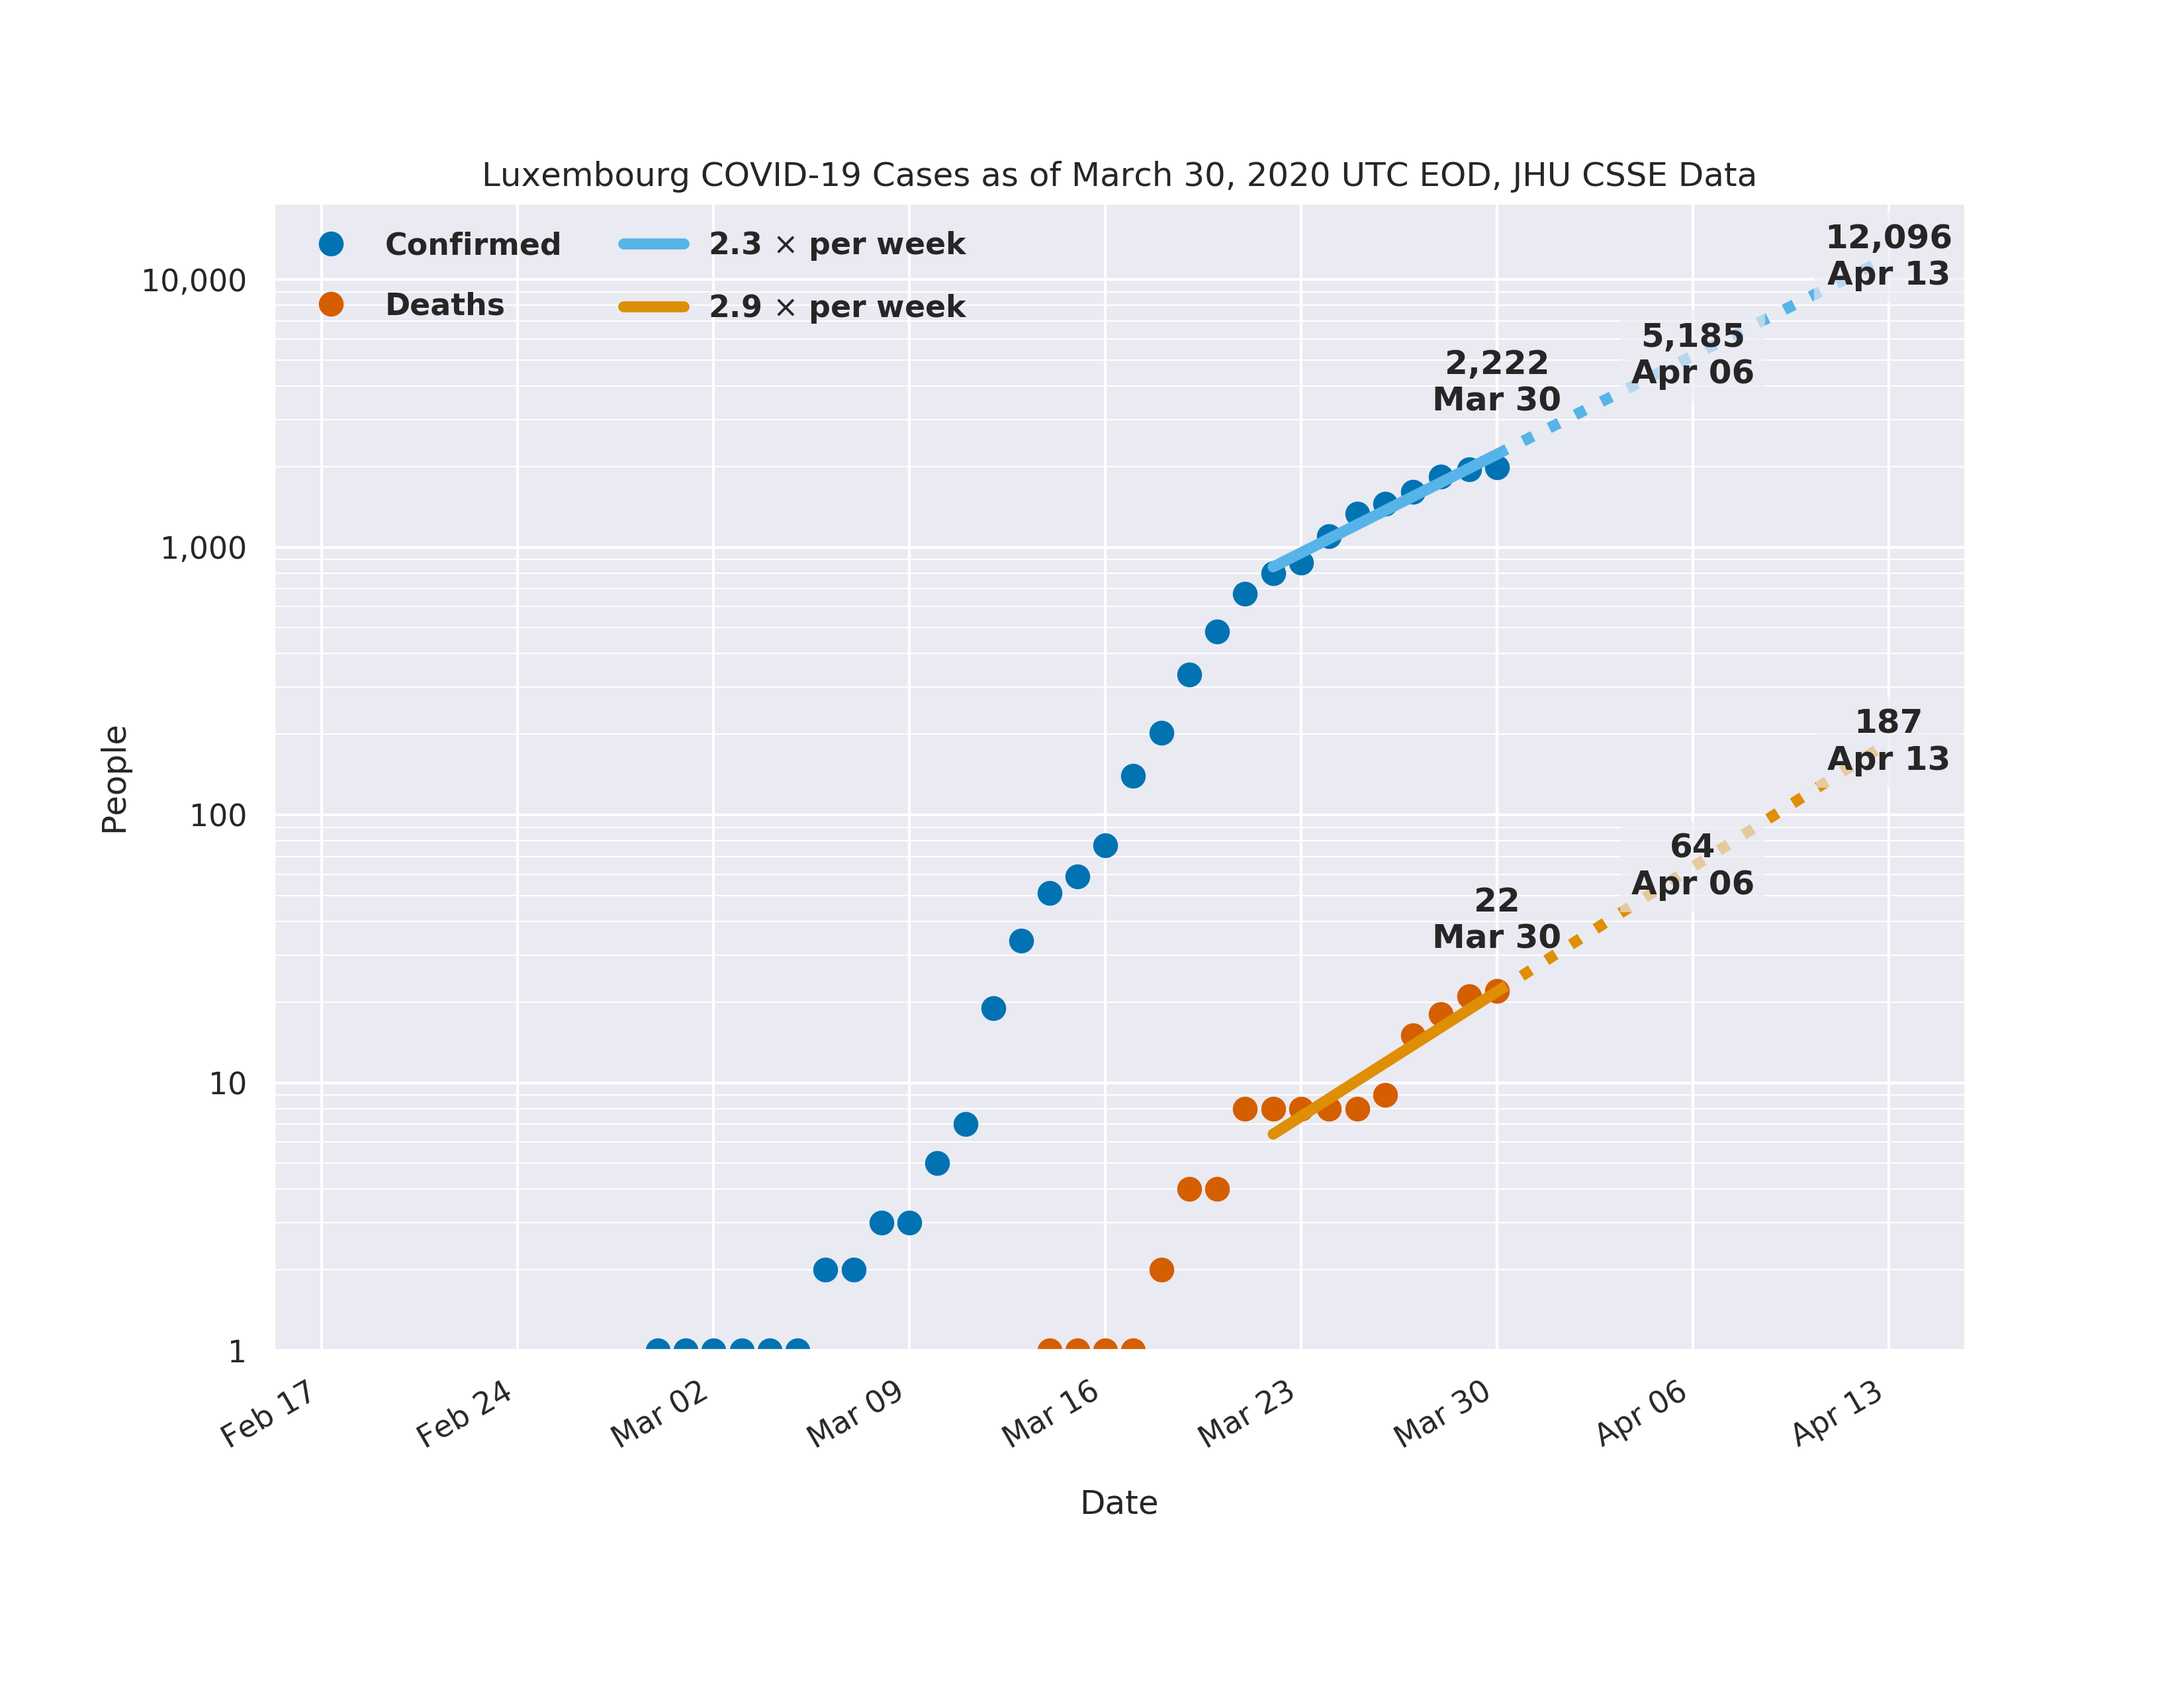 Luxembourg COVID-19 Cases as of March 30, 2020 UTC EOD, JHU CSSE Data
Confirmed
Deaths
2.3 × per week
2.9 × per week
12,096
Apr 13
5,185
Apr 06
2,222
Mar 30
187
Apr 13
64
Apr 06
22
Mar 30
People
10,000
1,000
100
10
1
Feb 17
Feb 24
Mar 02
Mar 09
Mar 16
Mar 23
Mar 30
Apr 06
Apr 13
Date